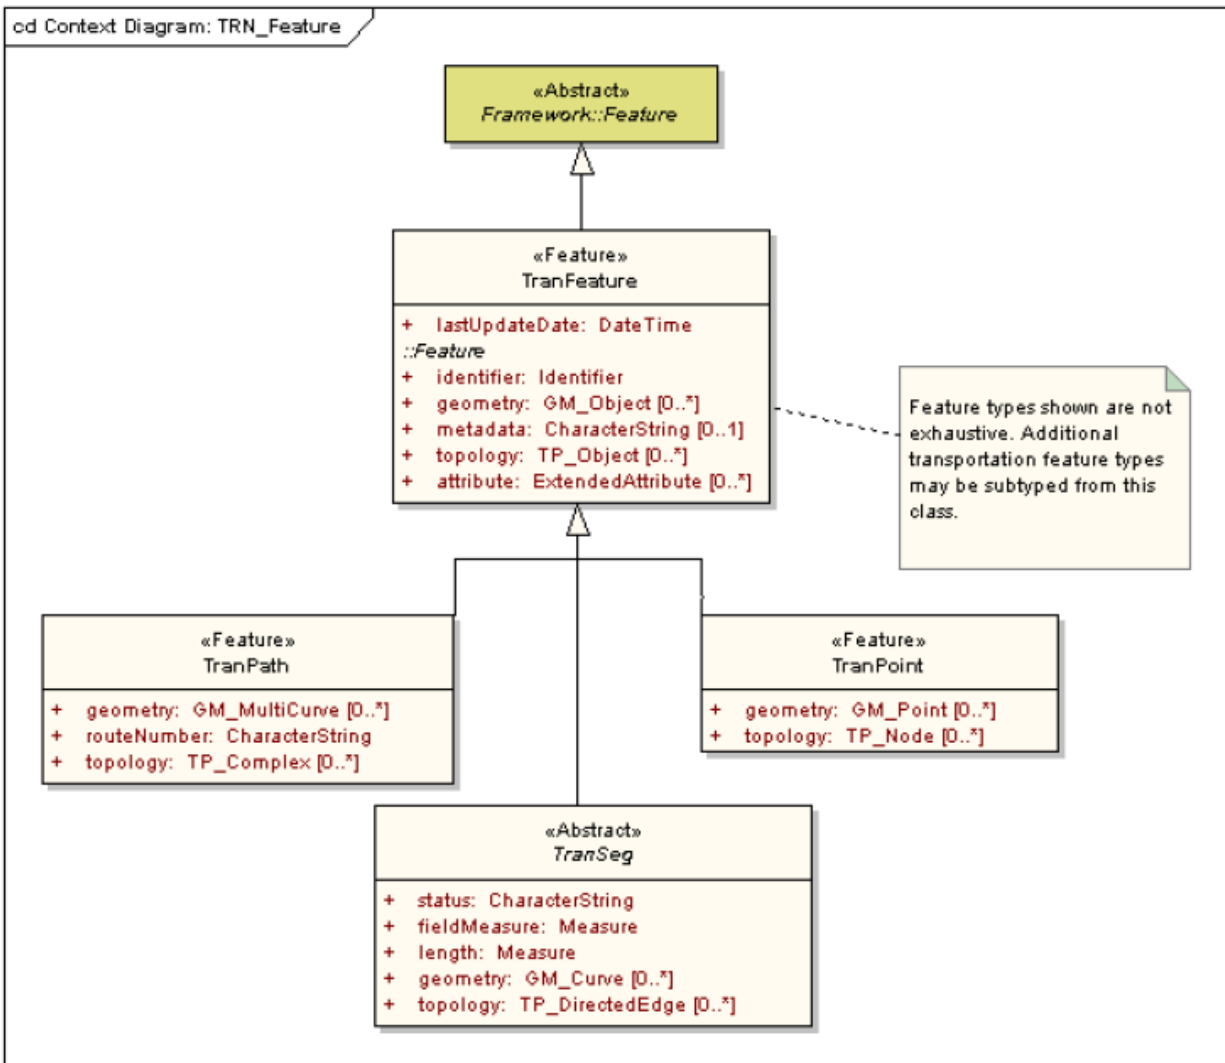 cd Context Diagram: TRN_Feature
«Abstract»
Framework::Feature
«Feature»
TranFeature
+ lastUpdateDate: DateTime
::Feature
+ identifier: Identifier
+ geometry: GM_Object [0..*]
+ metadata: CharacterString [0..1]
+ topology: TP_Object [0..*]
+ attribute: ExtendedAttribute [0..*]
Feature types shown are not
exhaustive. Additional
transportation feature types
may be subtyped from this
class.
«Feature»
TranPath
+ geometry: GM_MultiCurve [0..*]
+ routeNumber: CharacterString
+ topology: TP_Complex [0..*]
«Feature»
TranPoint
+ geometry: GM_Point [0..*]
+ topology: TP_Node [0..*]
«Abstract»
TranSeg
+ status: CharacterString
+ fieldMeasure: Measure
+ length: Measure
+ geometry: GM_Curve [0..*]
+ topology: TP_DirectedEdge [0..*]